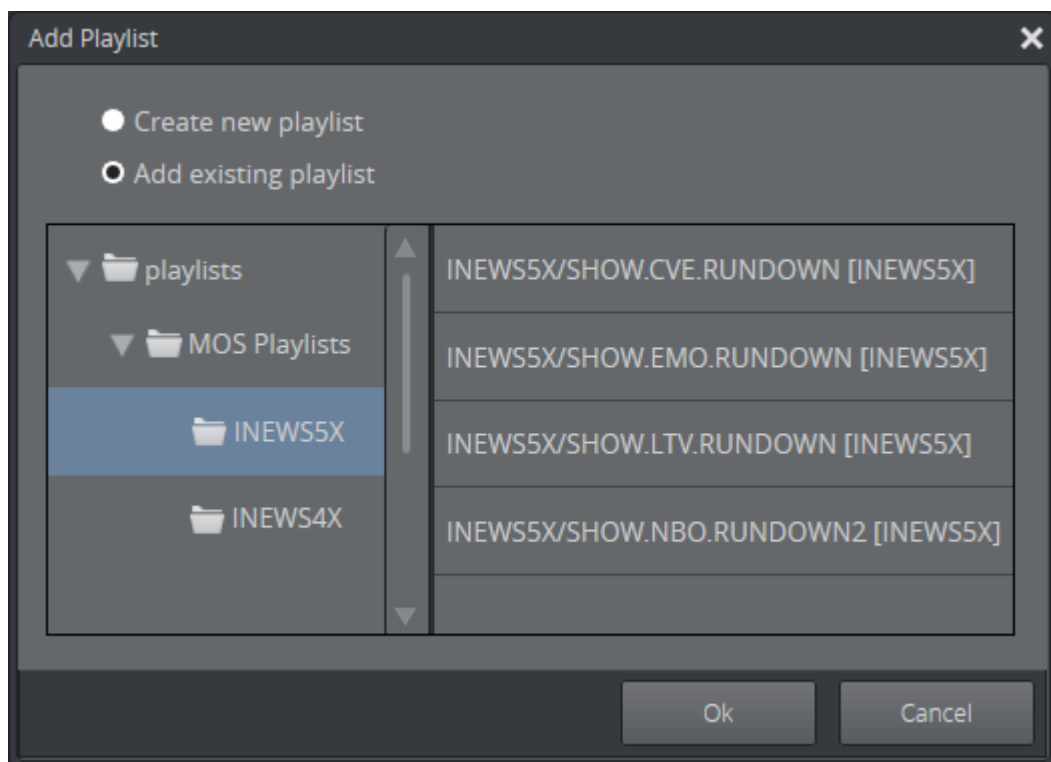 Add Playlist
Create new playlist
Add existing playlist
playlists
MOS Playlists
INEWS5X
INEWS4X
INEWS5X/SHOW.CVE.RUNDOWN [INEWS5X]
INEWS5X/SHOW.EMO.RUNDOWN [INEWS5X]
INEWS5X/SHOW.LTV.RUNDOWN [INEWS5X]
INEWS5X/SHOW.NBO.RUNDOWN2 [INEWS5X]
Ok
Cancel